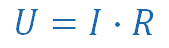 U = I · R